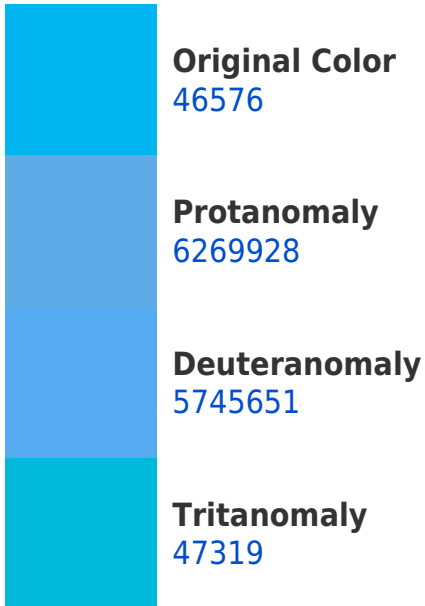 Original Color
46576
Protanomaly
6269928
Deuteranomaly
5745651
Tritanomaly
47319